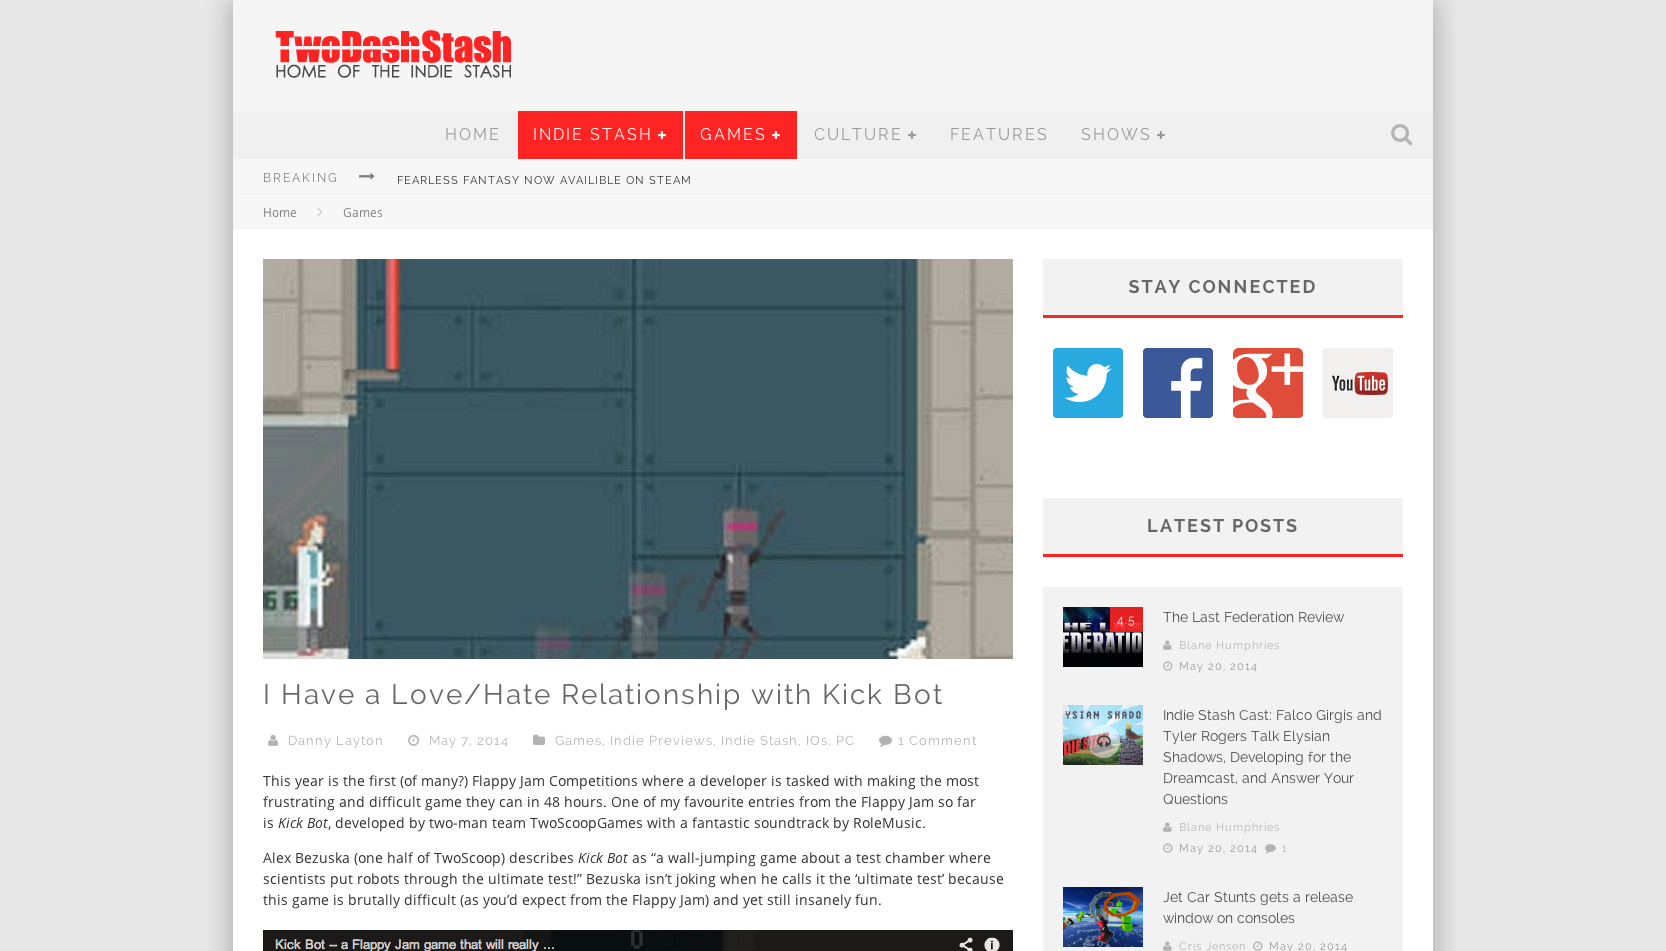 TwoDashStash
HOME OF THE INDIE STASH
HOME
INDIE STASH +
GAMES +
CULTURE +
FEATURES
SHOWS +
BREAKING
FEARLESS FANTASY NOW AVAILIBLE ON STEAM
Home
Games
I Have a Love/Hate Relationship with Kick Bot
Danny Layton
May 7, 2014
Games, Indie Previews, Indie Stash, IOs, PC
1 Comment
This year is the first (of many?) Flappy Jam Competitions where a developer is tasked with making the most
frustrating and difficult game they can in 48 hours. One of my favourite entries from the Flappy Jam so far
is Kick Bot, developed by two-man team TwoScoopGames with a fantastic soundtrack by RoleMusic.
Alex Bezuska (one half of TwoScoop) describes Kick Bot as “a wall-jumping game about a test chamber where
scientists put robots through the ultimate test!” Bezuska isn’t joking when he calls it the ‘ultimate test’ because
this game is brutally difficult (as you’d expect from the Flappy Jam) and yet still insanely fun.
Kick Bot – a Flappy Jam game that will really ...
STAY CONNECTED
g+
You Tube
LATEST POSTS
4.5
HE L
EDERATIO
The Last Federation Review
Blane Humphries
May 20, 2014
YSIAN SHADO
Indie Stash Cast: Falco Girgis and
Tyler Rogers Talk Elysian
Shadows, Developing for the
Dreamcast, and Answer Your
Questions
Blane Humphries
May 20, 2014
1
Jet Car Stunts gets a release
window on consoles
Cris Jensen
May 20, 2014